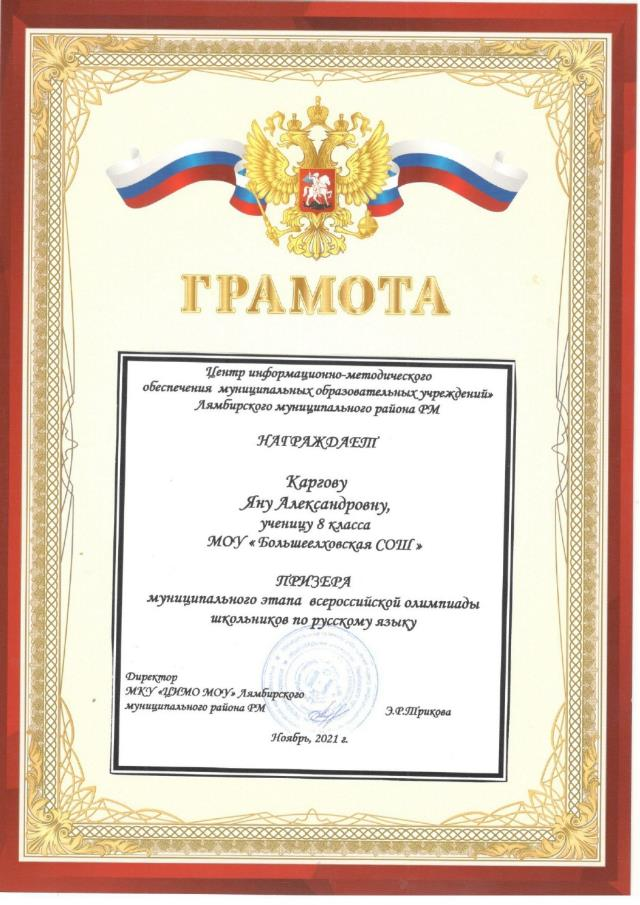 ГРАМОТА
Центр информационно-методического
обеспечения муниципальных образовательных учреждений»
Лямбирского муниципального района РМ
НАГРАЖДАЕТ
Каргову
Яну Александровну,
ученицу 8 класса
МОУ « Большеелховская СОШ »
ПРИЗЕРА
муниципального этапа всероссийской олимпиады
школьников по русскому языку
Директор
МКУ «ЦИМО МОУ» Лямбирского
муниципального района РМ
Э.Р.Трикова
Ноябрь, 2021 г.